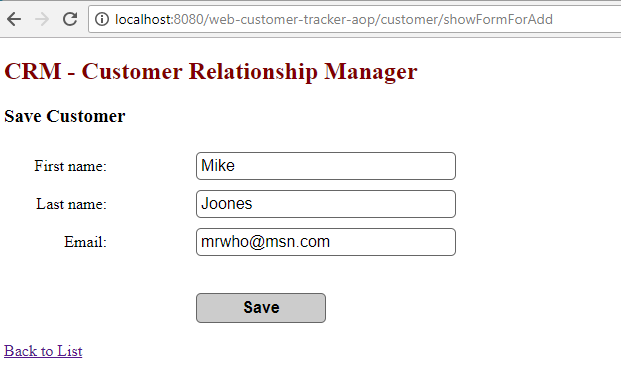 localhost:8080/web-customer-tracker-aop/customer/showFormForAdd
CRM - Customer Relationship Manager
Save Customer
First name: Mike
Last name: Joones
Email: mrwho@msn.com
Save
Back to List